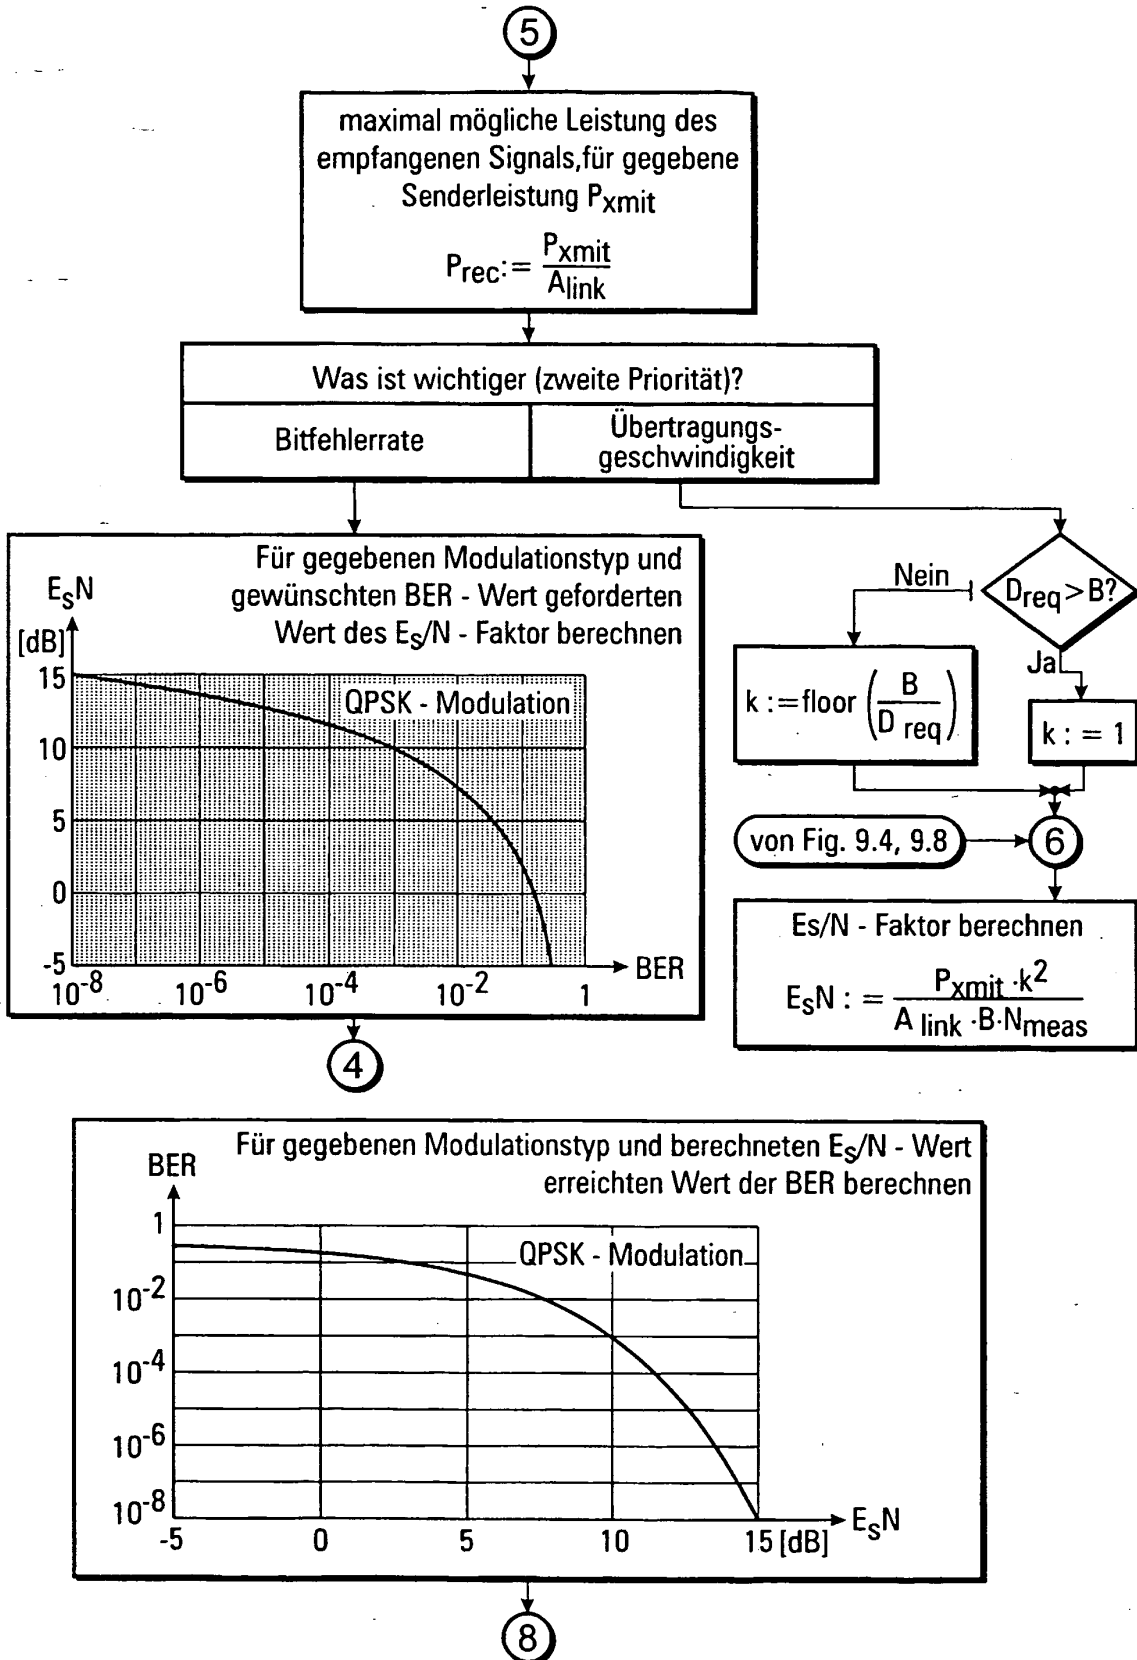 5
maximal mögliche Leistung des
empfangenen Signals,für gegebene
Senderleistung Pxmit
Prec:= Pxmit / Alink
Was ist wichtiger (zweite Priorität)?
Bitfehlerrate
Übertragungs-
geschwindigkeit
Für gegebenen Modulationstyp und
gewünschten BER - Wert geforderten
Wert des Es/N - Faktor berechnen
EsN
[dB]
QPSK - Modulation
15
10
5
0
-5
10-8 10-6 10-4 10-2 1
BER
4
Dreq>B?
Nein
Ja
k :=floor (B / D req)
k : = 1
von Fig. 9.4, 9.8
6
Es/N - Faktor berechnen
EsN : = Pxmit ·k2 / A link ·B·Nmeas
Für gegebenen Modulationstyp und berechneten Es/N - Wert
erreichten Wert der BER berechnen
BER
QPSK - Modulation
1
10-2
10-4
10-6
10-8
-5 0 5 10 15 [dB]
EsN
8